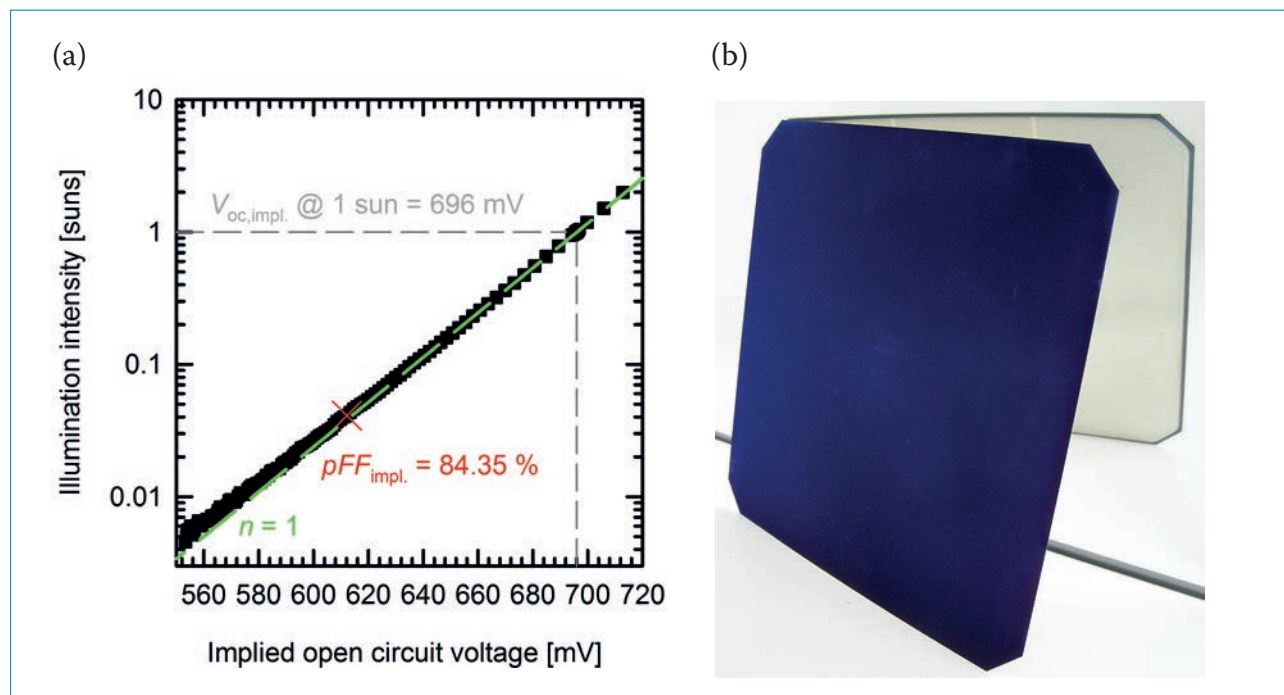 (a)
(b)
10
1
0.1
0.01
Illumination intensity [suns]
V_oc,impl. @ 1 sun = 696 mV
pFF_impl. = 84.35 %
n = 1
560 580 600 620 640 660 680 700 720
Implied open circuit voltage [mV]